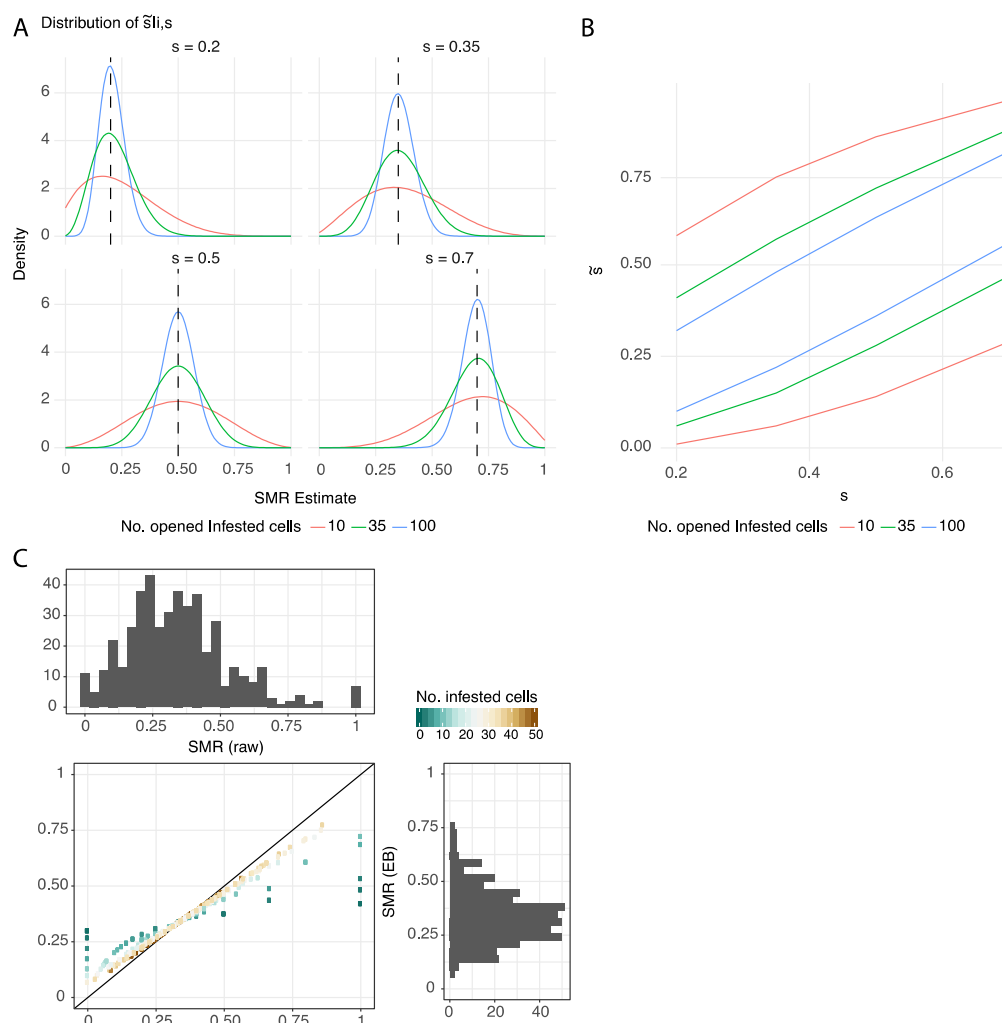 A
Distribution of s̃|i,s
B
s = 0.2
s = 0.35
6
4
2
0
s = 0.5
s = 0.7
6
4
2
0
Density
0 0.25 0.50 0.75 1
0 0.25 0.50 0.75 1
SMR Estimate
No. opened Infested cells 10 35 100
0.75
0.50
0.25
0.00
s̃
0.2 0.4 0.6
s
No. opened Infested cells 10 35 100
C
40
30
20
10
0
0 0.25 0.50 0.75 1
SMR (raw)
No. infested cells
0 10 20 30 40 50
1
0.75
0.50
0.25
0
0 0.25 0.50 0.75 1
SMR (EB)
1
0.75
0.50
0.25
0
0 20 40